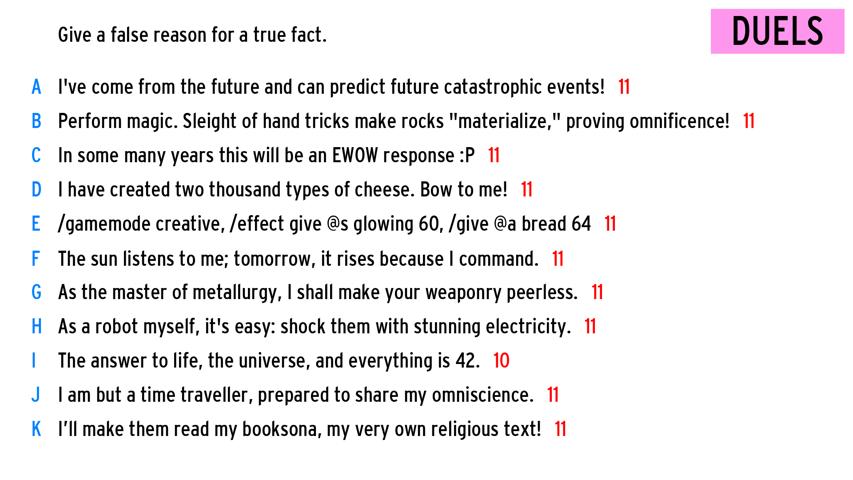 Give a false reason for a true fact.
DUELS
A I've come from the future and can predict future catastrophic events! 11
B Perform magic. Sleight of hand tricks make rocks "materialize," proving omnificence! 11
C In some many years this will be an EWOW response :P 11
D I have created two thousand types of cheese. Bow to me! 11
E /gamemode creative, /effect give @s glowing 60, /give @a bread 64 11
F The sun listens to me; tomorrow, it rises because I command. 11
G As the master of metallurgy, I shall make your weaponry peerless. 11
H As a robot myself, it's easy: shock them with stunning electricity. 11
I The answer to life, the universe, and everything is 42. 10
J I am but a time traveller, prepared to share my omniscience. 11
K I’ll make them read my booksona, my very own religious text! 11